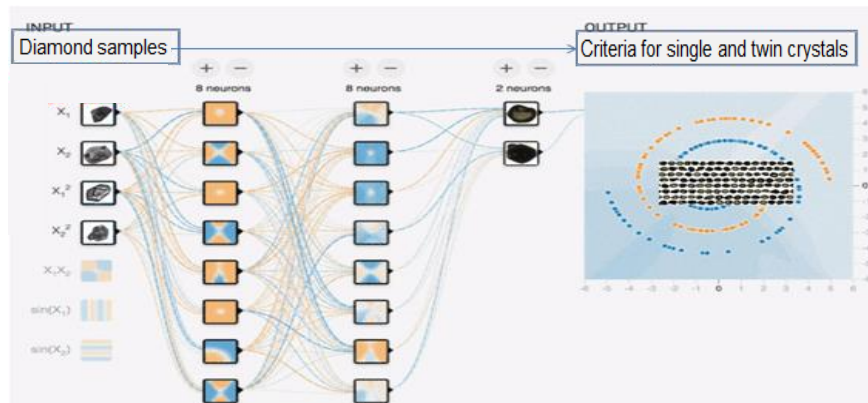 INPUT
OUTPUT
Diamond samples
Criteria for single and twin crystals
+ −
+ −
+ −
8 neurons
8 neurons
2 neurons
X₁
X₂
X₁²
X₂²
X₁X₂
sin(X₁)
sin(X₂)
-6 -5 -4 -3 -2 -1 0 1 2 3 4 5 6